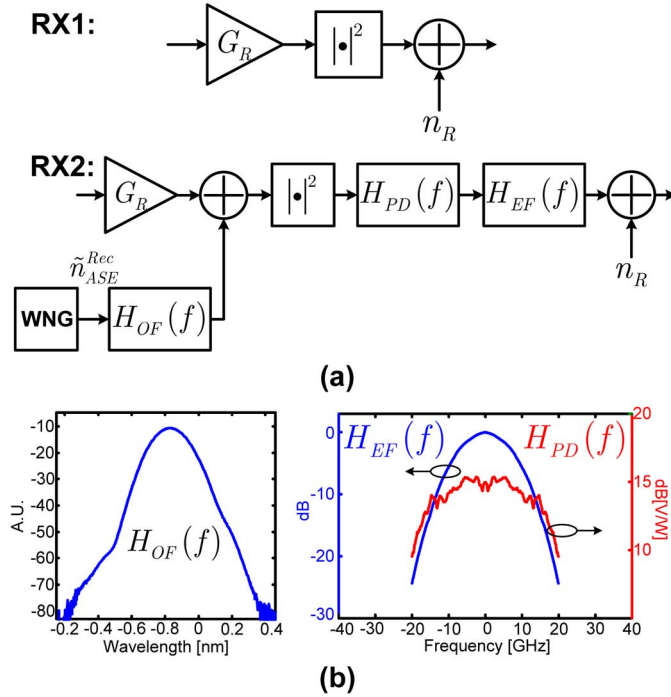 RX1:
G_R
|•|²
n_R
RX2:
G_R
|•|²
H_PD(f)
H_EF(f)
n_R
ñ_ASE^Rec
WNG
H_OF(f)
(a)
-10
-20
-30
-40
-50
-60
-70
-80
A.U.
H_OF(f)
-0.2 -0.6 -0.4 -0.2 0 0.2 0.4
Wavelength [nm]
H_EF(f)
H_PD(f)
0
-10
-20
-30
dB
20
15
10
dB[V/W]
-40 -30 -20 -10 0 10 20 30 40
Frequency [GHz]
(b)